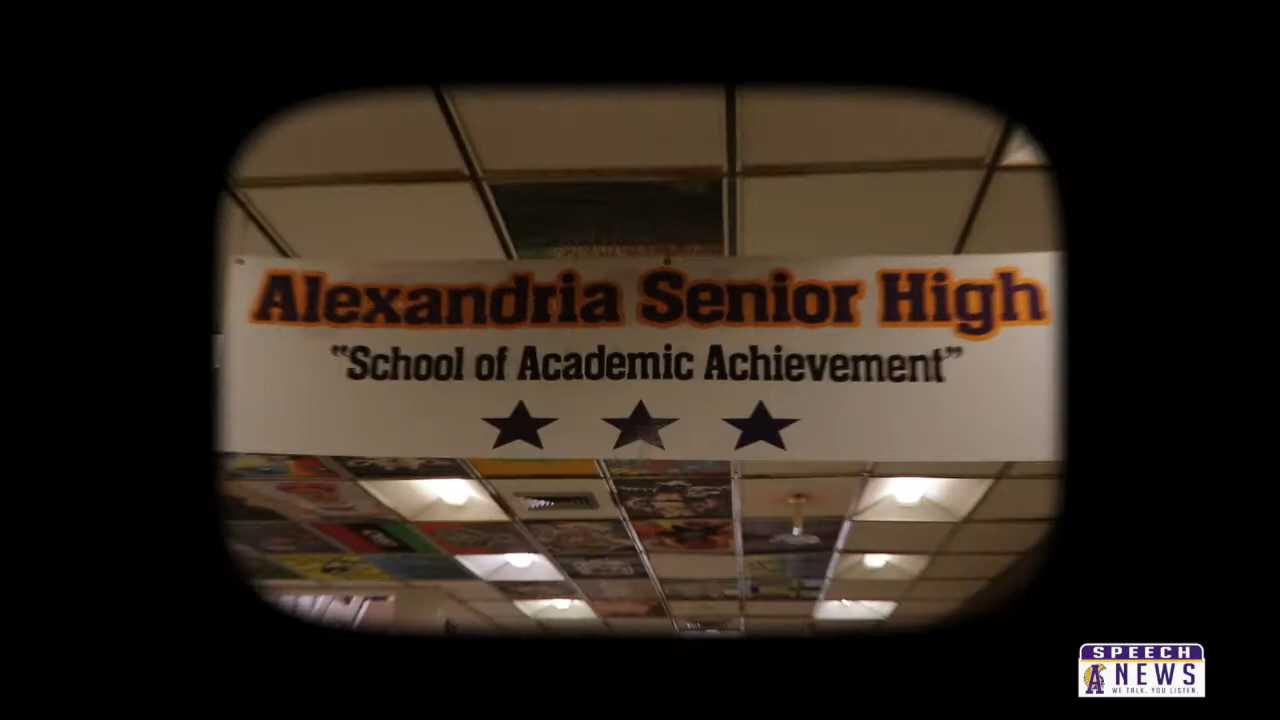 Alexandria Senior High
“School of Academic Achievement”
SPEECH
A NEWS
WE TALK. YOU LISTEN.